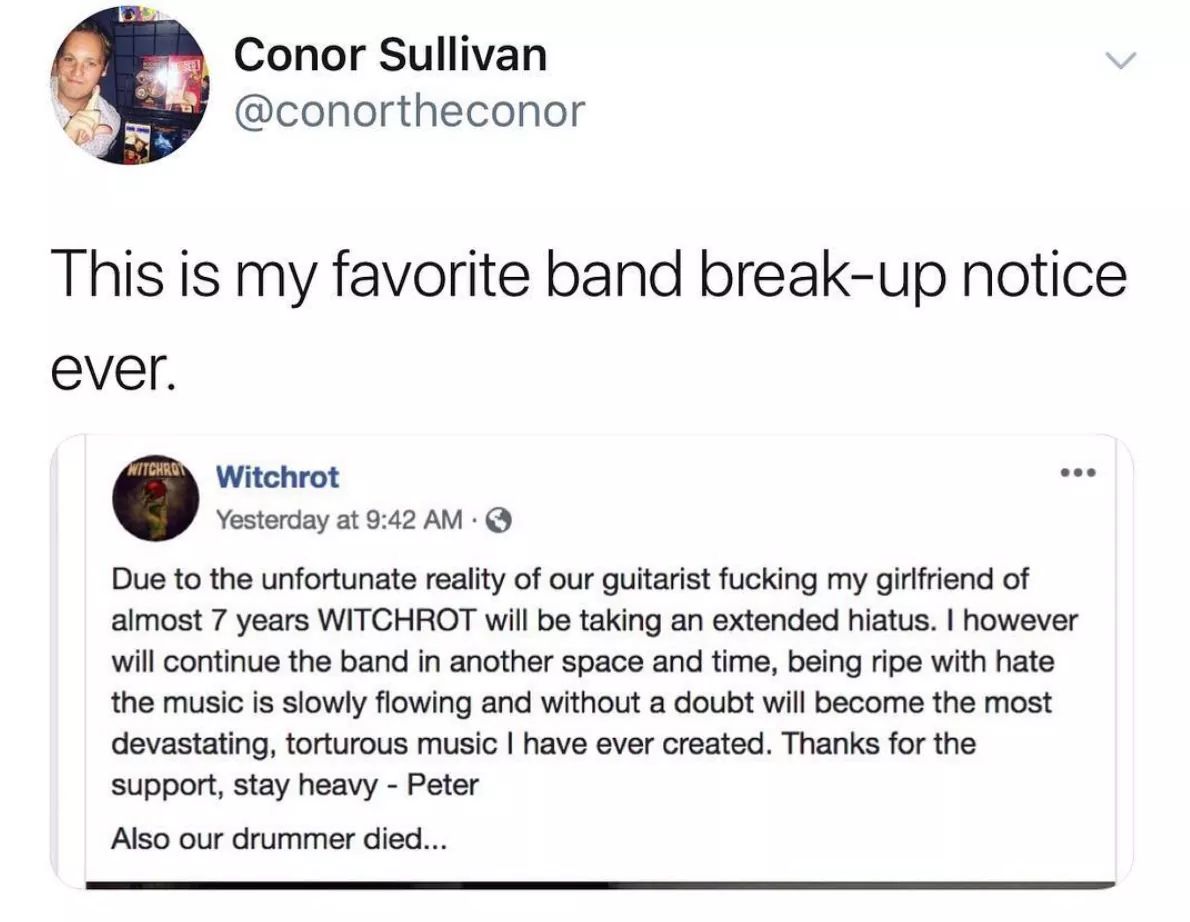 Conor Sullivan
@conortheconor
This is my favorite band break-up notice
ever.
WITCHROT
Witchrot
Yesterday at 9:42 AM ·
Due to the unfortunate reality of our guitarist fucking my girlfriend of
almost 7 years WITCHROT will be taking an extended hiatus. I however
will continue the band in another space and time, being ripe with hate
the music is slowly flowing and without a doubt will become the most
devastating, torturous music I have ever created. Thanks for the
support, stay heavy - Peter
Also our drummer died...